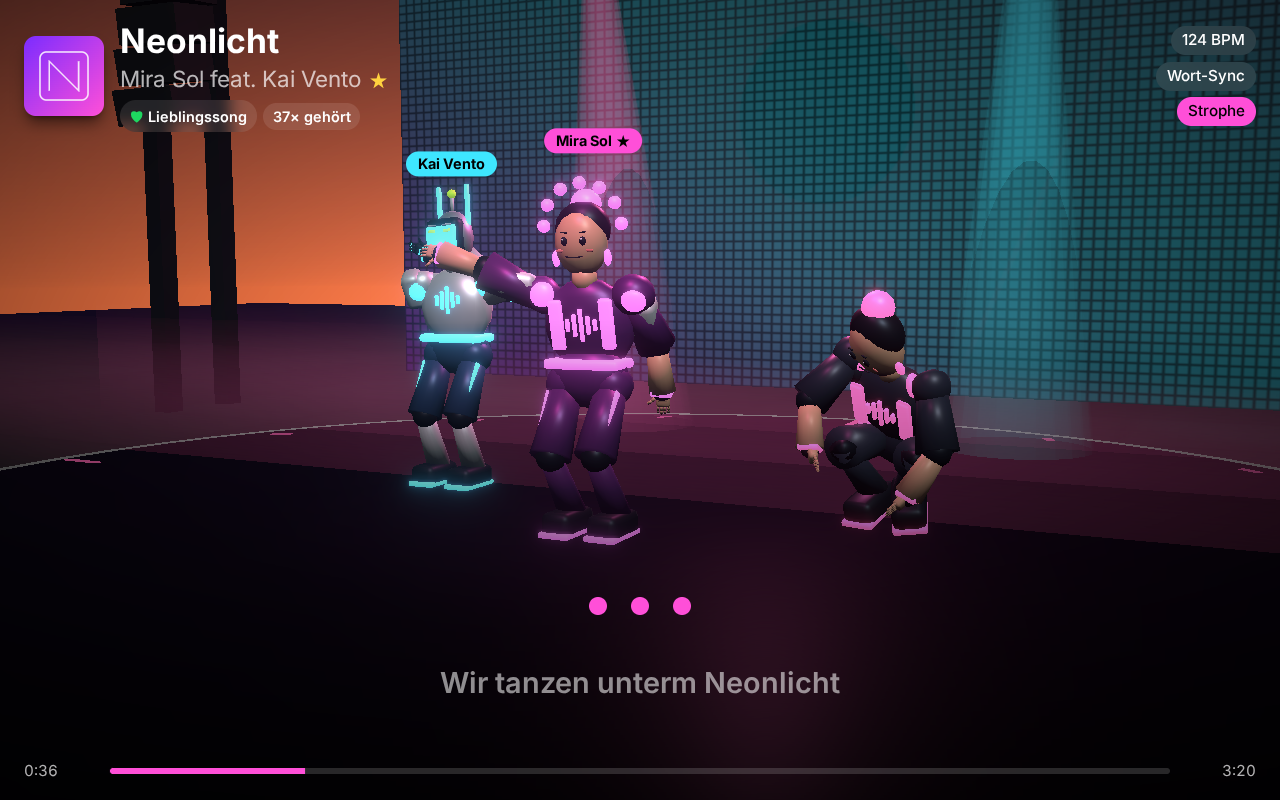 Neonlicht
Mira Sol feat. Kai Vento ★
Lieblingssong
37× gehört
124 BPM
Wort-Sync
Strophe
N
Mira Sol ★
Kai Vento
Wir tanzen unterm Neonlicht
0:36
3:20